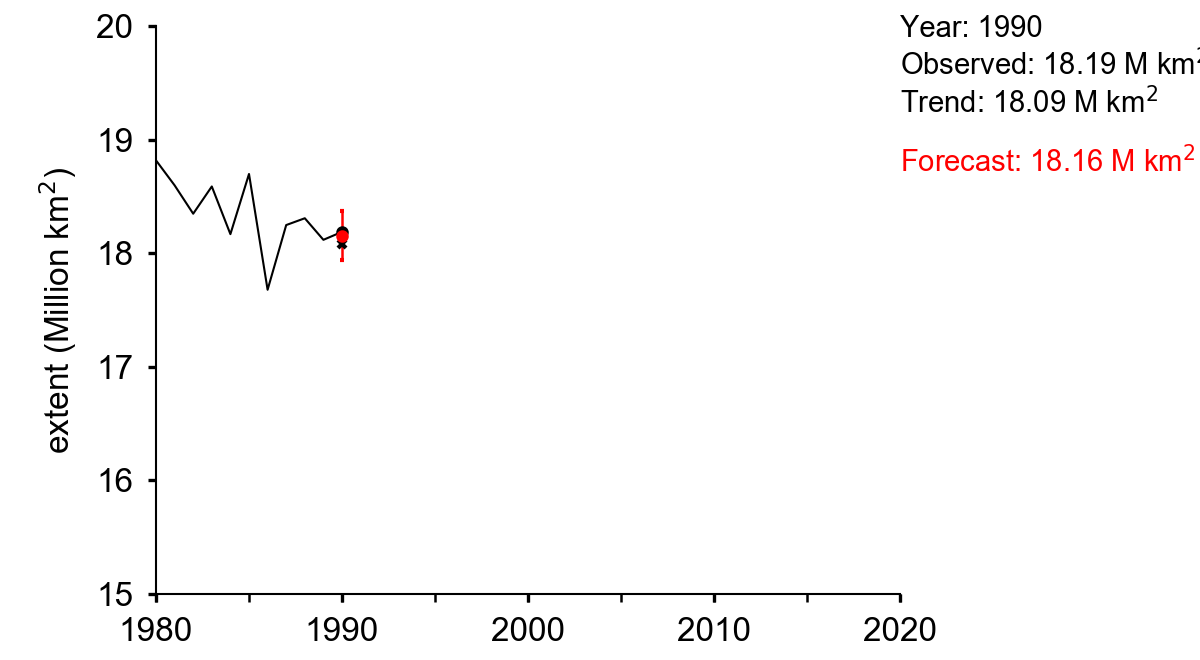 20
19
18
17
16
15
1980
1990
2000
2010
2020
extent (Million km²)
Year: 1990
Observed: 18.19 M km²
Trend: 18.09 M km²
Forecast: 18.16 M km²